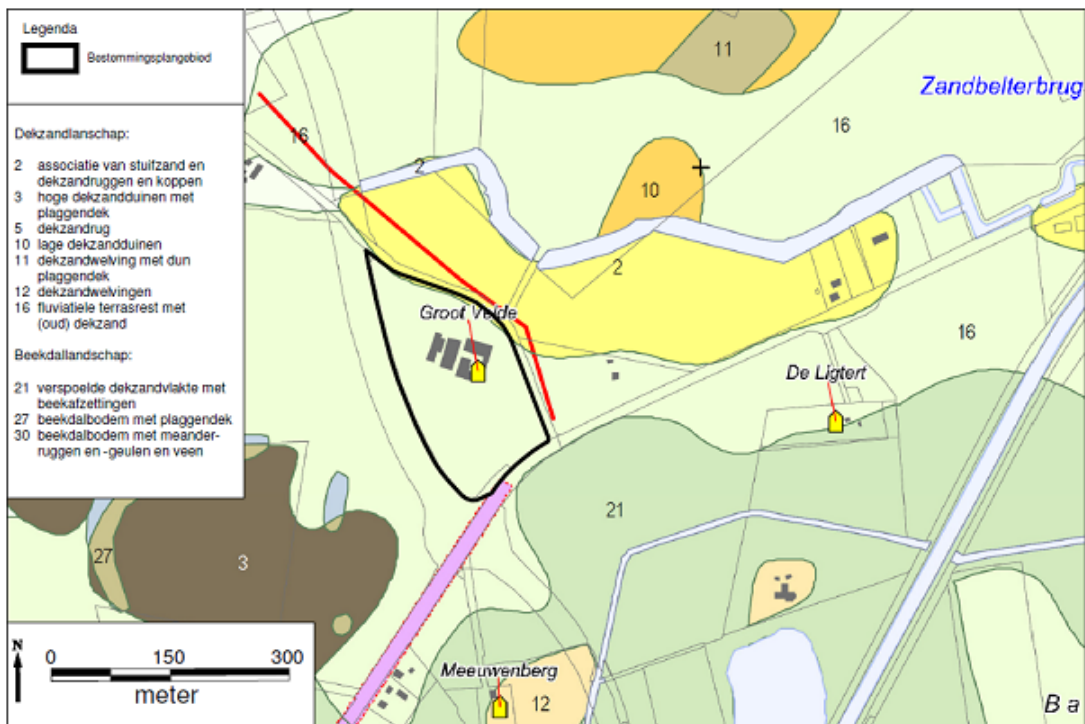 Legenda
Bestemmingsplangebied
Dekzandlanschap:
2 associatie van stuifzand en
dekzandruggen en koppen
3 hoge dekzandduinen met
plaggendek
5 dekzandrug
10 lage dekzandduinen
11 dekzandwelving met dun
plaggendek
12 dekzandwelvingen
16 fluviatiele terrasrest met
(oud) dekzand
Beekdallandschap:
21 verspoelde dekzandvlakte met
beekafzettingen
27 beekdalbodem met plaggendek
30 beekdalbodem met meander-
ruggen en -geulen en veen
N
0 150 300
meter
11
Zandbelterbrug
16
16
2
10
2
Groot Velde
16
De Ligtert
21
27
3
Meeuwenberg
12
B a